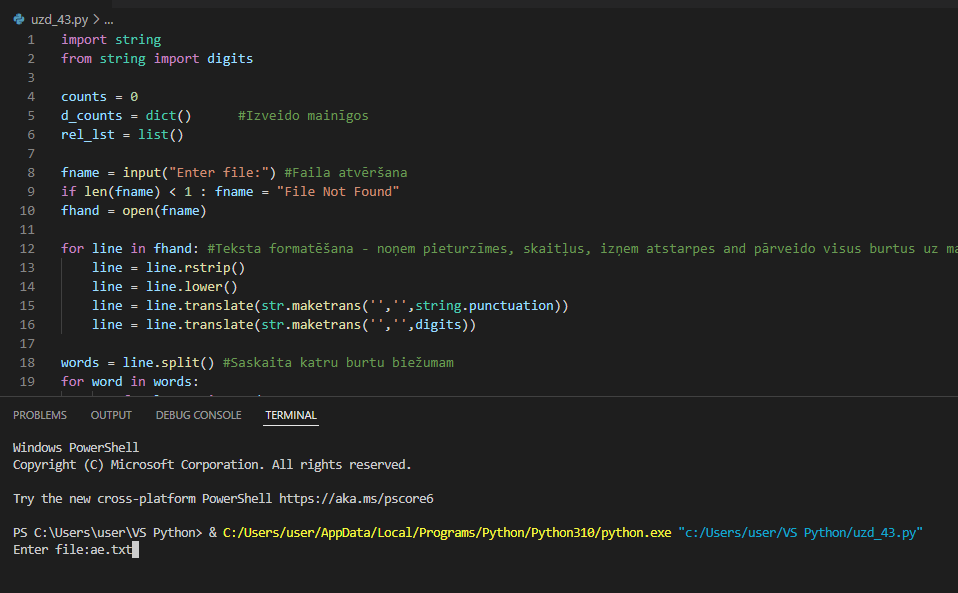 uzd_43.py > ...
1 import string
2 from string import digits
3
4 counts = 0
5 d_counts = dict() #Izveido mainīgos
6 rel_lst = list()
7
8 fname = input("Enter file:") #Faila atvēršana
9 if len(fname) < 1 : fname = "File Not Found"
10 fhand = open(fname)
11
12 for line in fhand: #Teksta formatēšana - noņem pieturzīmes, skaitļus, izņem atstarpes and pārveido visus burtus uz
13 line = line.rstrip()
14 line = line.lower()
15 line = line.translate(str.maketrans('','',string.punctuation))
16 line = line.translate(str.maketrans('','',digits))
17
18 words = line.split() #Saskaita katru burtu biežumam
19 for word in words:
PROBLEMS OUTPUT DEBUG CONSOLE TERMINAL
Windows PowerShell
Copyright (C) Microsoft Corporation. All rights reserved.
Try the new cross-platform PowerShell https://aka.ms/pscore6
PS C:\Users\user\VS Python> & C:/Users/user/AppData/Local/Programs/Python/Python310/python.exe "c:/Users/user/VS Python/uzd_43.py"
Enter file:ae.txt